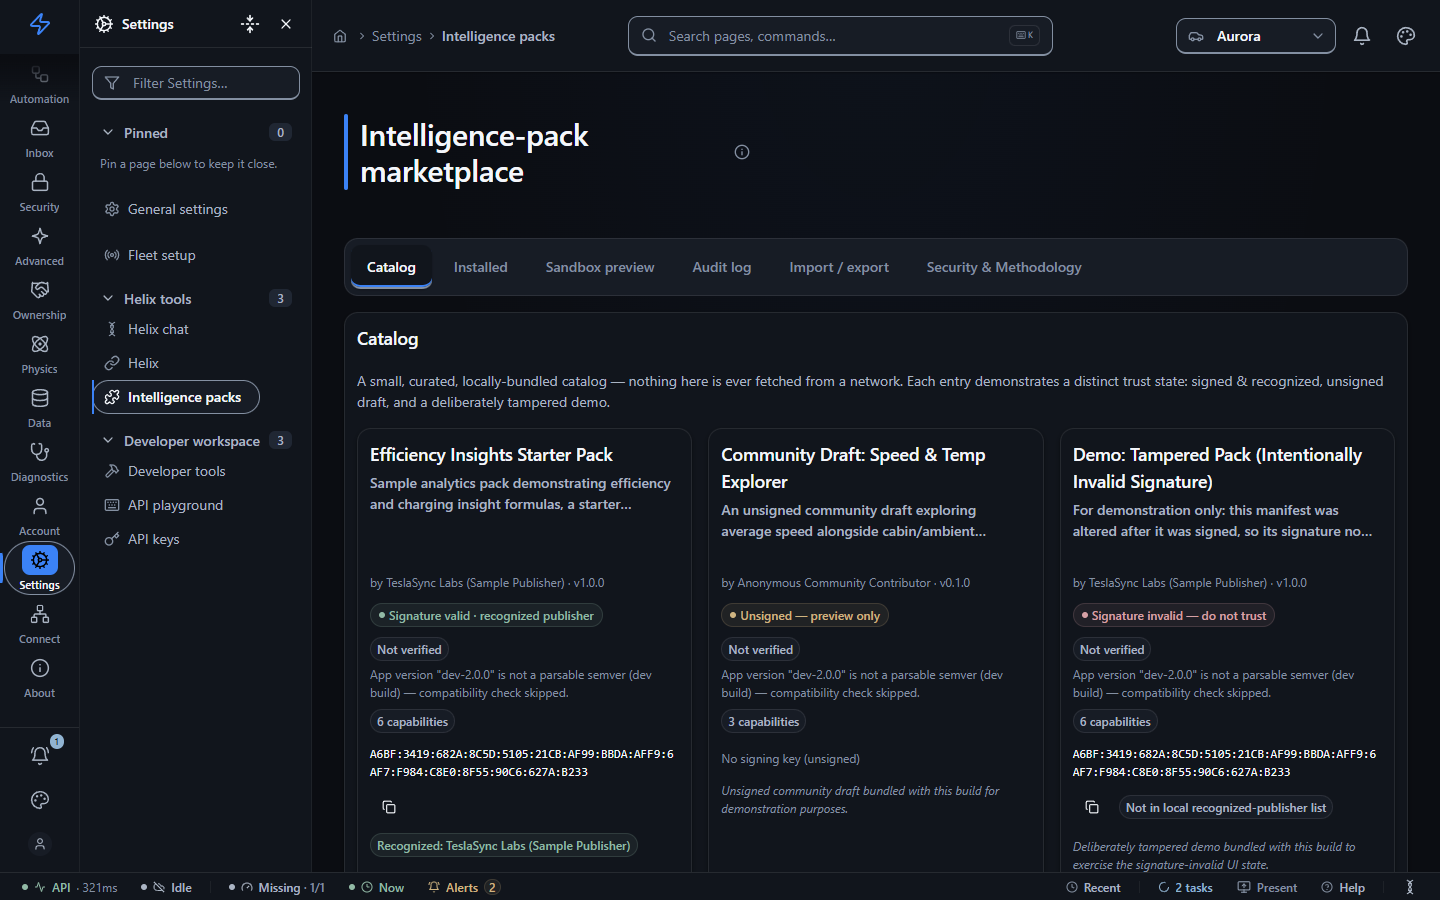 Settings
Settings
Intelligence packs
Search pages, commands...
K
Aurora
Automation
Inbox
Security
Advanced
Ownership
Physics
Data
Diagnostics
Account
Settings
Connect
About
1
Filter Settings...
Pinned
0
Pin a page below to keep it close.
General settings
Fleet setup
Helix tools
3
Helix chat
Helix
Intelligence packs
Developer workspace
3
Developer tools
API playground
API keys
Intelligence-pack
marketplace
Catalog
Installed
Sandbox preview
Audit log
Import / export
Security & Methodology
Catalog
A small, curated, locally-bundled catalog — nothing here is ever fetched from a network. Each entry demonstrates a distinct trust state: signed & recognized, unsigned
draft, and a deliberately tampered demo.
Efficiency Insights Starter Pack
Sample analytics pack demonstrating efficiency
and charging insight formulas, a starter...
by TeslaSync Labs (Sample Publisher) · v1.0.0
Signature valid · recognized publisher
Not verified
App version "dev-2.0.0" is not a parsable semver (dev
build) — compatibility check skipped.
6 capabilities
A6BF:3419:682A:8C5D:5105:21CB:AF99:BBDA:AFF9:6
AF7:F984:C8E0:8F55:90C6:627A:B233
Recognized: TeslaSync Labs (Sample Publisher)
Community Draft: Speed & Temp
Explorer
An unsigned community draft exploring
average speed alongside cabin/ambient...
by Anonymous Community Contributor · v0.1.0
Unsigned — preview only
Not verified
App version "dev-2.0.0" is not a parsable semver (dev
build) — compatibility check skipped.
3 capabilities
No signing key (unsigned)
Unsigned community draft bundled with this build for
demonstration purposes.
Demo: Tampered Pack (Intentionally
Invalid Signature)
For demonstration only: this manifest was
altered after it was signed, so its signature no...
by TeslaSync Labs (Sample Publisher) · v1.0.0
Signature invalid — do not trust
Not verified
App version "dev-2.0.0" is not a parsable semver (dev
build) — compatibility check skipped.
6 capabilities
A6BF:3419:682A:8C5D:5105:21CB:AF99:BBDA:AFF9:6
AF7:F984:C8E0:8F55:90C6:627A:B233
Not in local recognized-publisher list
Deliberately tampered demo bundled with this build to
exercise the signature-invalid UI state.
API · 321ms
Idle
Missing · 1/1
Now
Alerts 2
Recent
2 tasks
Present
Help